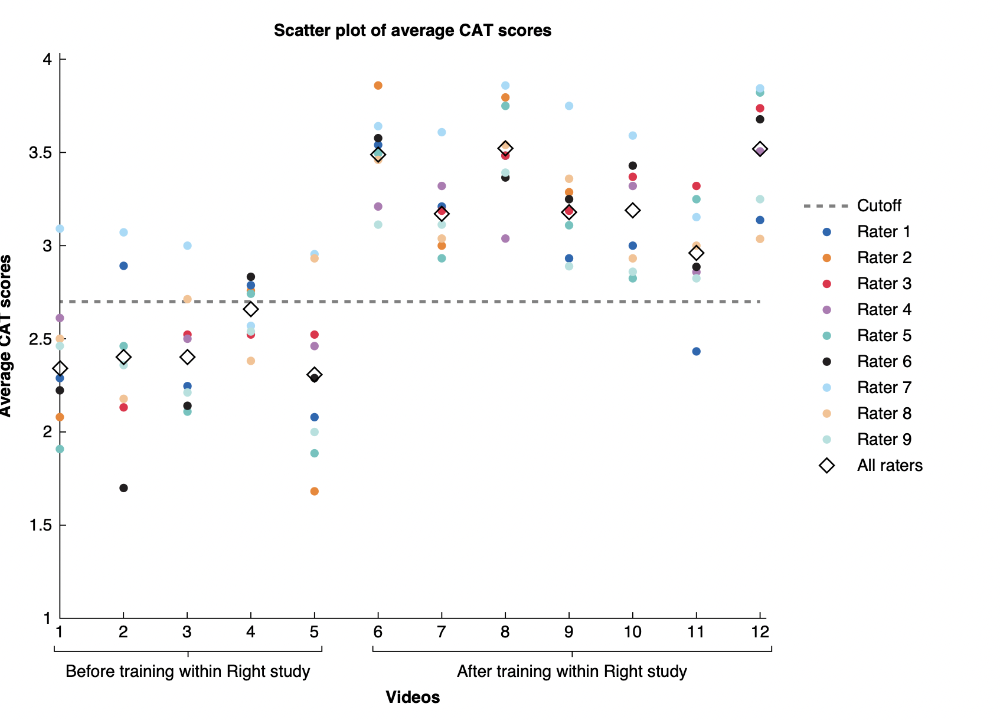 Scatter plot of average CAT scores
Average CAT scores
4
3.5
3
2.5
2
1.5
1
1 2 3 4 5 6 7 8 9 10 11 12
Before training within Right study
After training within Right study
Videos
Cutoff
Rater 1
Rater 2
Rater 3
Rater 4
Rater 5
Rater 6
Rater 7
Rater 8
Rater 9
All raters